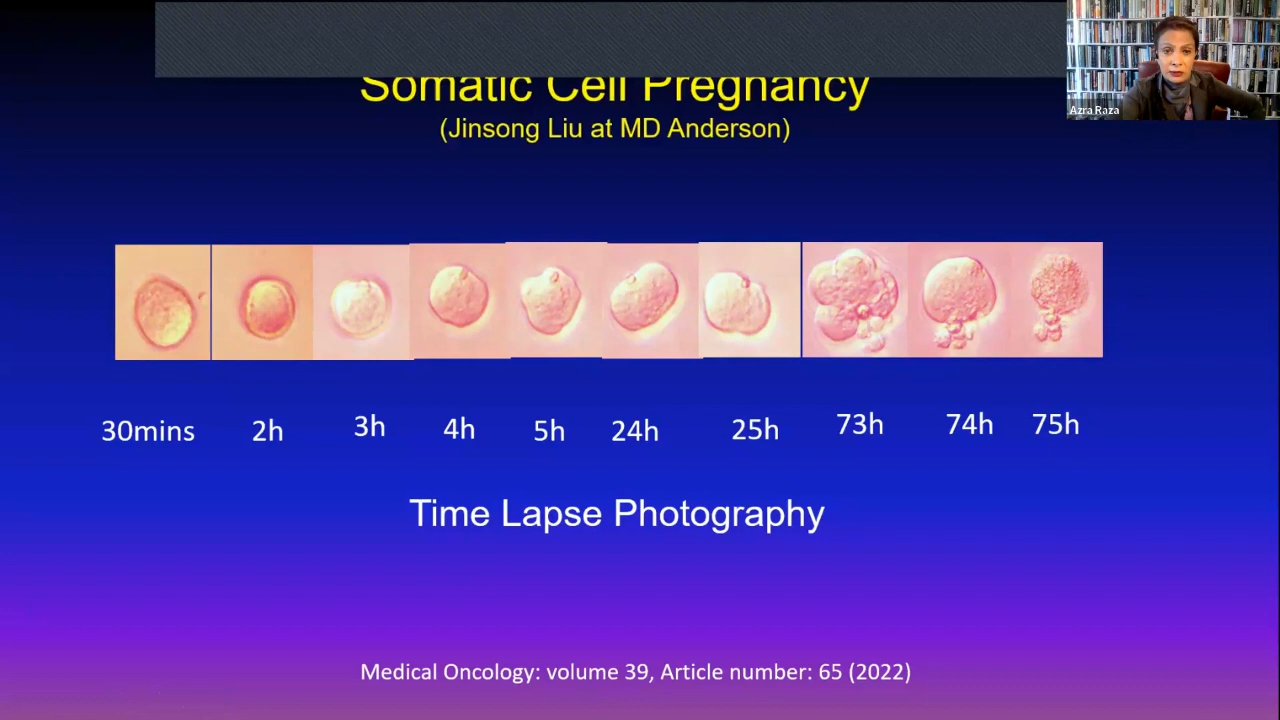 Somatic Cell Pregnancy
(Jinsong Liu at MD Anderson)
Azra Raza
30mins 2h 3h 4h 5h 24h 25h 73h 74h 75h
Time Lapse Photography
Medical Oncology: volume 39, Article number: 65 (2022)